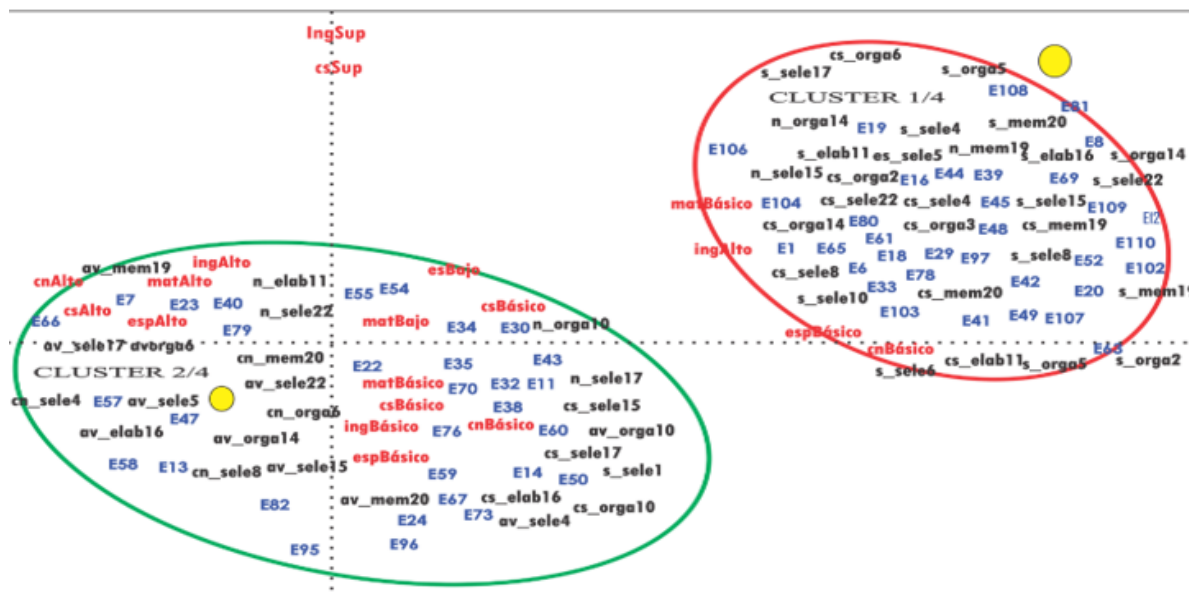 IngSup
csSup
cs_orga6
s_sele17
s_orga5
E108
CLUSTER 1/4
E31
n_orga14
E19
s_sele4
s_mem20
E106
s_elab11
es_sele5
n_mem19
s_elab16
E8
s_orga14
n_sele15
cs_orga2
E16
E44
E39
E69
s_sele22
matBásico
E104
cs_sele22
cs_sele4
E45
s_sele15
E109
cs_orga14
E80
cs_orga3
E48
cs_mem19
ingAlto
E1
E65
E61
E18
E29
E97
s_sele8
E52
E110
cs_sele8
E6
E78
E42
E102
s_sele10
E33
cs_mem20
E20
s_mem19
E103
E41
E49
E107
espBásico
cnBásico
E63
cs_elab11
s_orga5
s_orga2
s_sele6
av_mem19
ingAlto
esBajo
cnAlto
matAlto
n_elab11
E7
E23
E40
E55
E54
csAlto
espAlto
n_sele22
csBásico
E66
E79
matBajo
E34
E30
n_orga10
av_sele17
avorga6
cn_mem20
E22
E35
E43
CLUSTER 2/4
av_sele22
matBásico
E70
E32
E11
n_sele17
cn_sele4
E57
av_sele5
cn_orga6
csBásico
E38
cs_sele15
E47
av_elab16
av_orga14
ingBásico
E76
cnBásico
E60
av_orga10
E58
E13
cn_sele8
av_sele15
espBásico
cs_sele17
E59
E14
E50
s_sele1
E82
av_mem20
E67
cs_elab16
cs_orga10
E24
E73
av_sele4
E95
E96